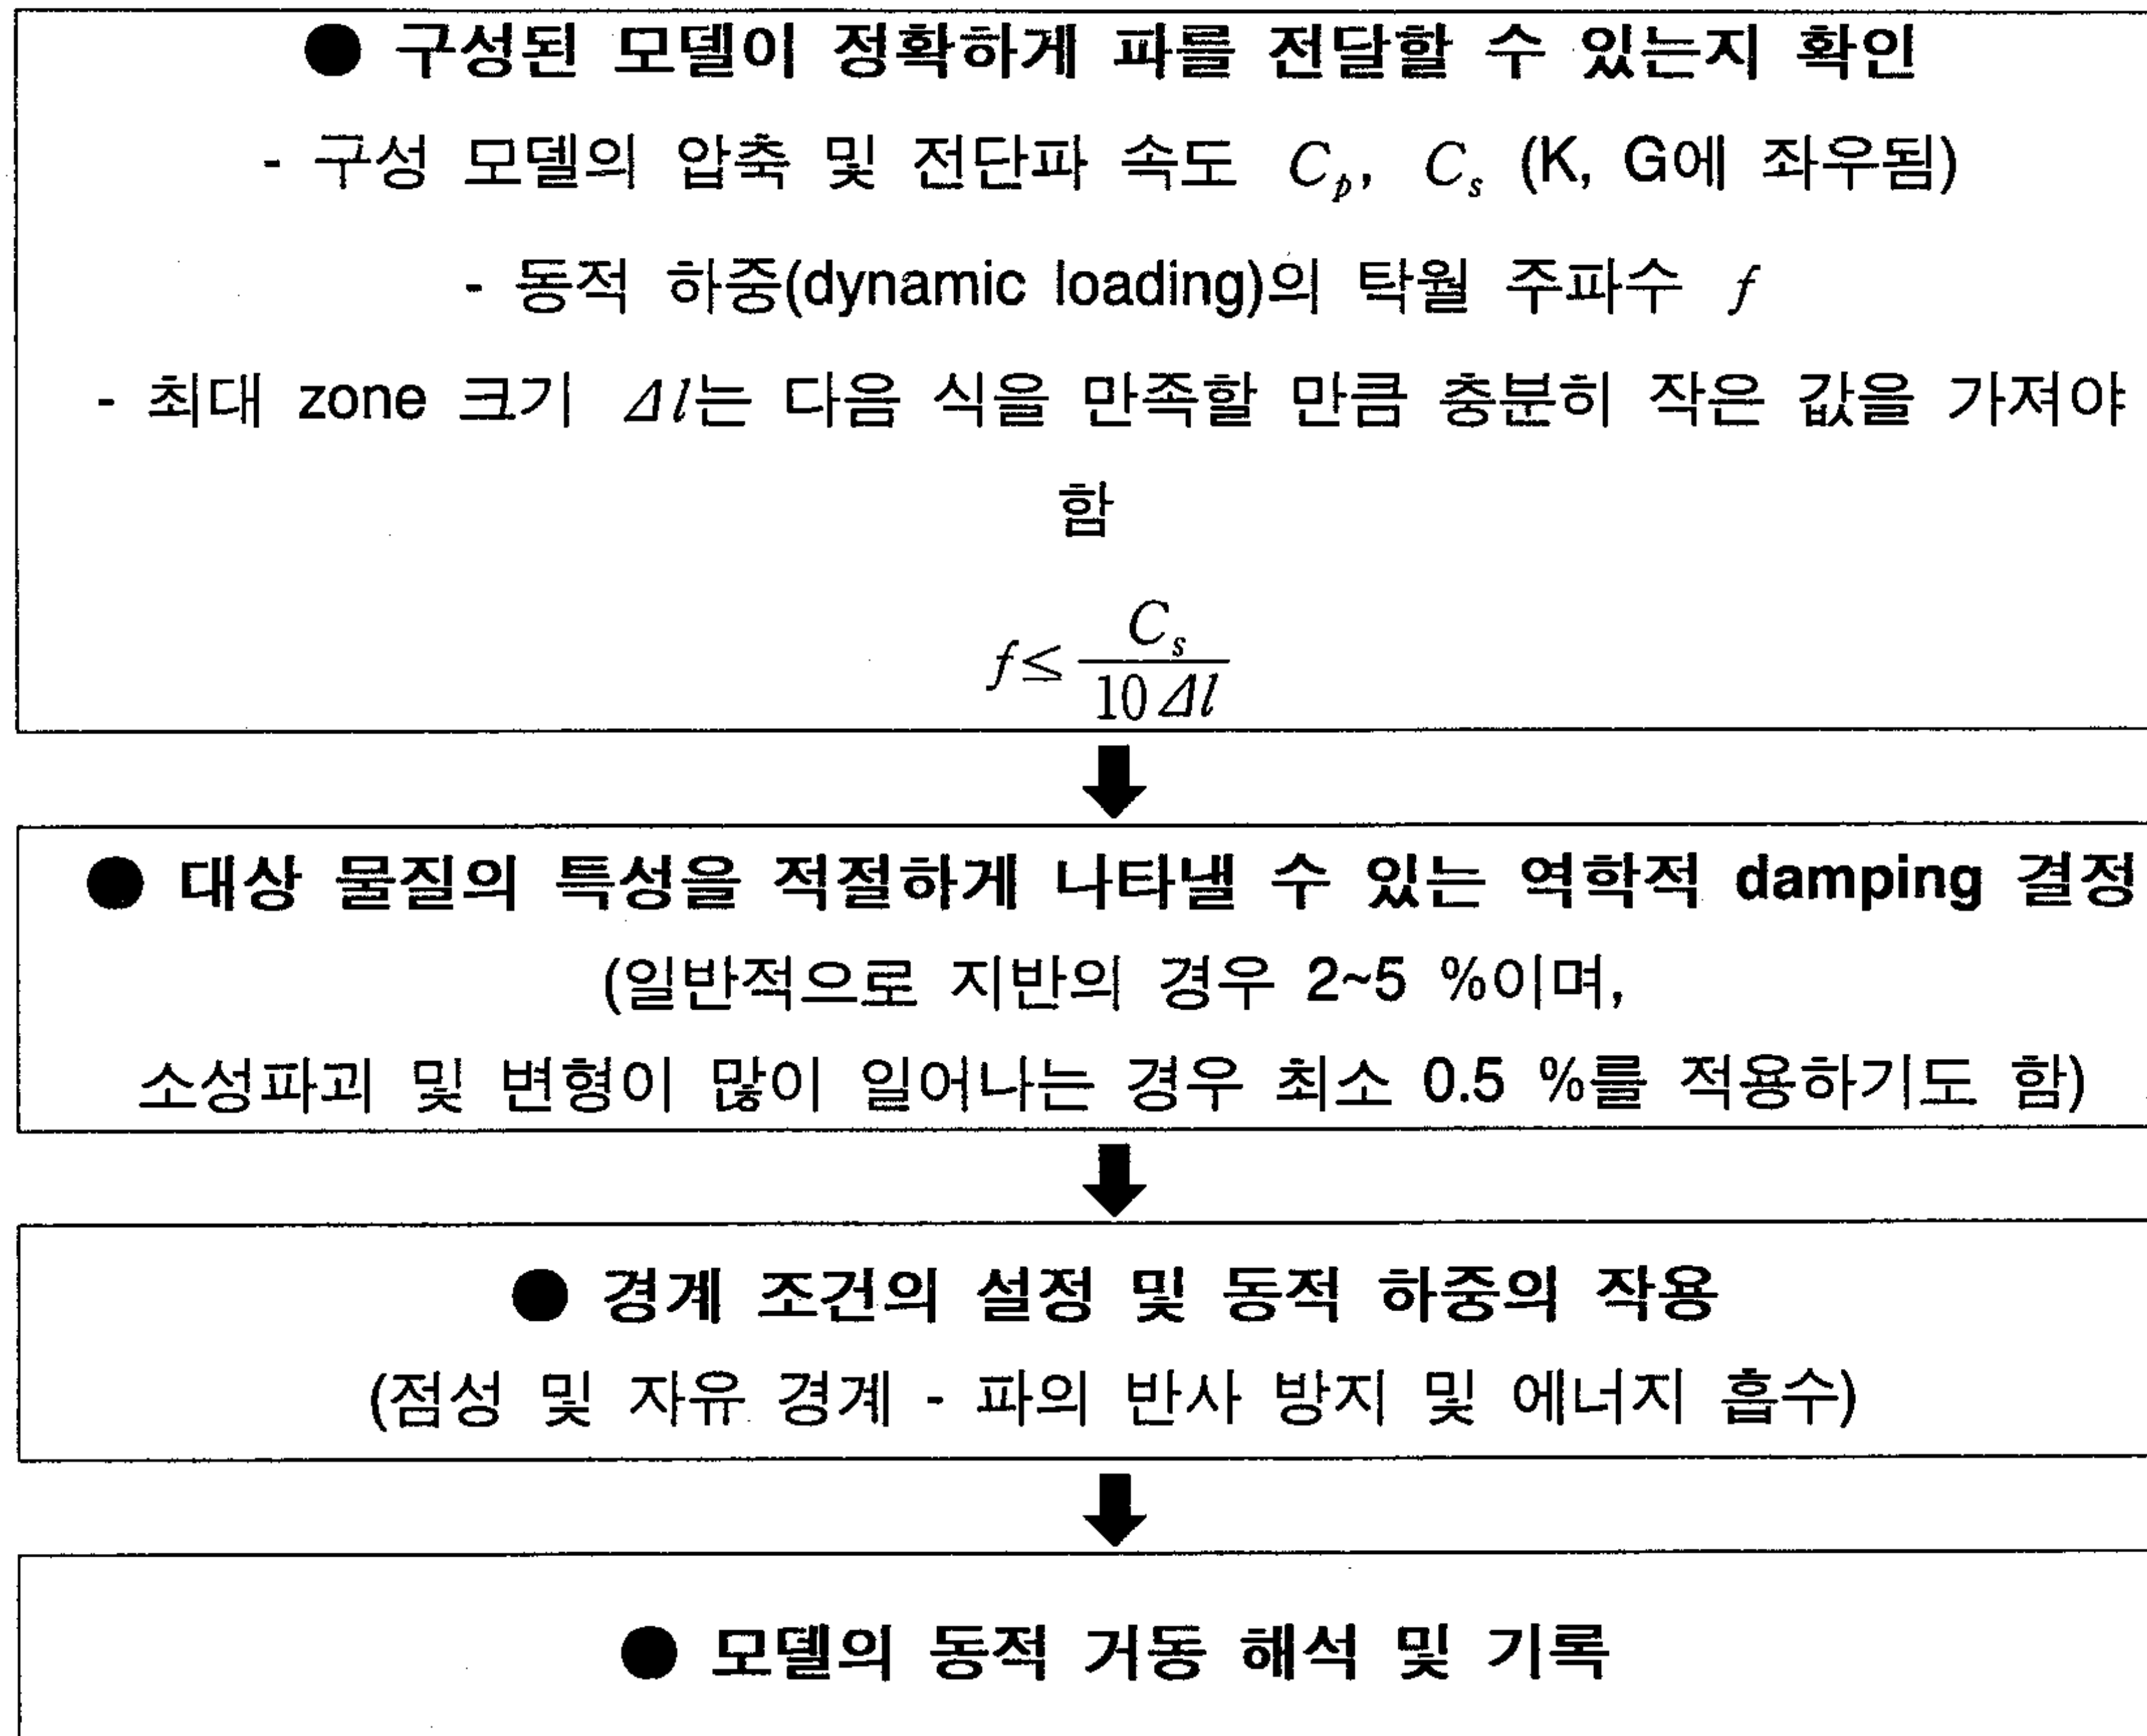 ● 구성된 모델이 정확하게 파를 전달할 수 있는지 확인
- 구성 모델의 압축 및 전단파 속도 C_p, C_s (K, G에 좌우됨)
- 동적 하중(dynamic loading)의 탁월 주파수 f
- 최대 zone 크기 Δl는 다음 식을 만족할 만큼 충분히 작은 값을 가져야
함
f ≤ C_s / 10 Δl
● 대상 물질의 특성을 적절하게 나타낼 수 있는 역학적 damping 결정
(일반적으로 지반의 경우 2~5 %이며,
소성파괴 및 변형이 많이 일어나는 경우 최소 0.5 %를 적용하기도 함)
● 경계 조건의 설정 및 동적 하중의 작용
(점성 및 자유 경계 - 파의 반사 방지 및 에너지 흡수)
● 모델의 동적 거동 해석 및 기록